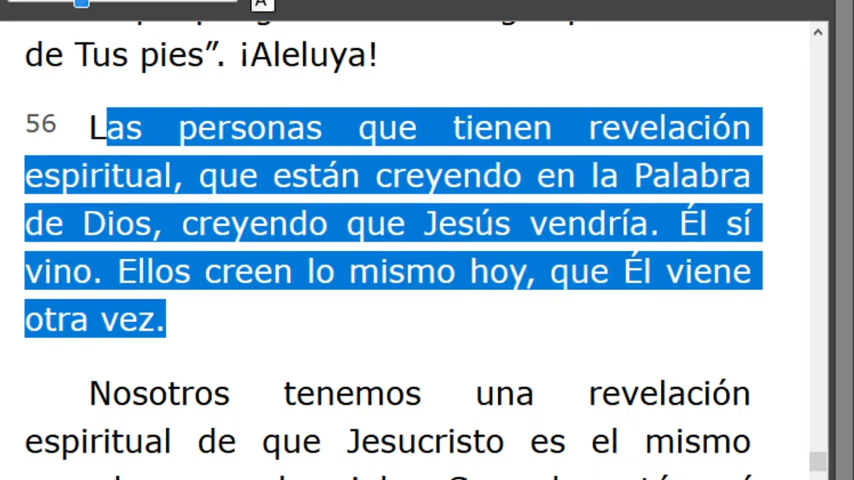 de Tus pies”. ¡Aleluya!
56 Las personas que tienen revelación
espiritual, que están creyendo en la Palabra
de Dios, creyendo que Jesús vendría. Él sí
vino. Ellos creen lo mismo hoy, que Él viene
otra vez.
Nosotros tenemos una revelación
espiritual de que Jesucristo es el mismo